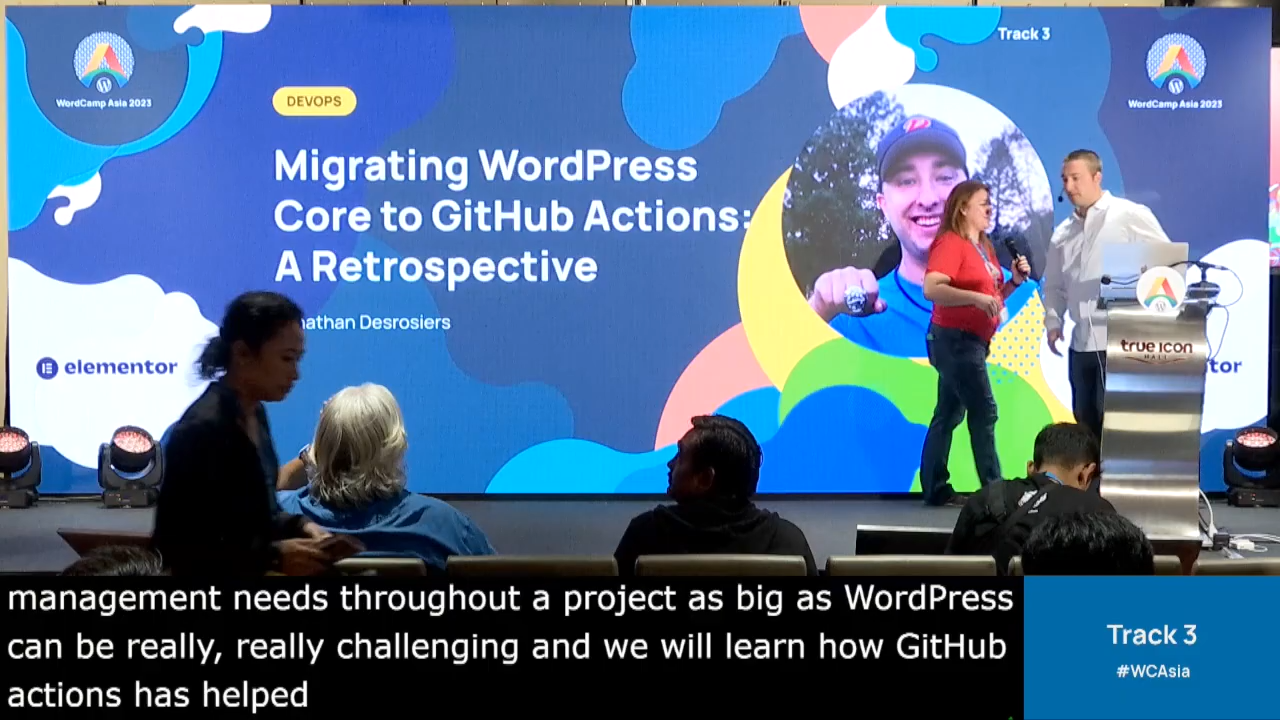 Track 3
WordCamp Asia 2023
WordCamp Asia 2023
DEVOPS
Migrating WordPress
Core to GitHub Actions:
A Retrospective
nathan Desrosiers
elementor
true icon
HALL
tor
management needs throughout a project as big as WordPress
can be really, really challenging and we will learn how GitHub
actions has helped
Track 3
#WCAsia